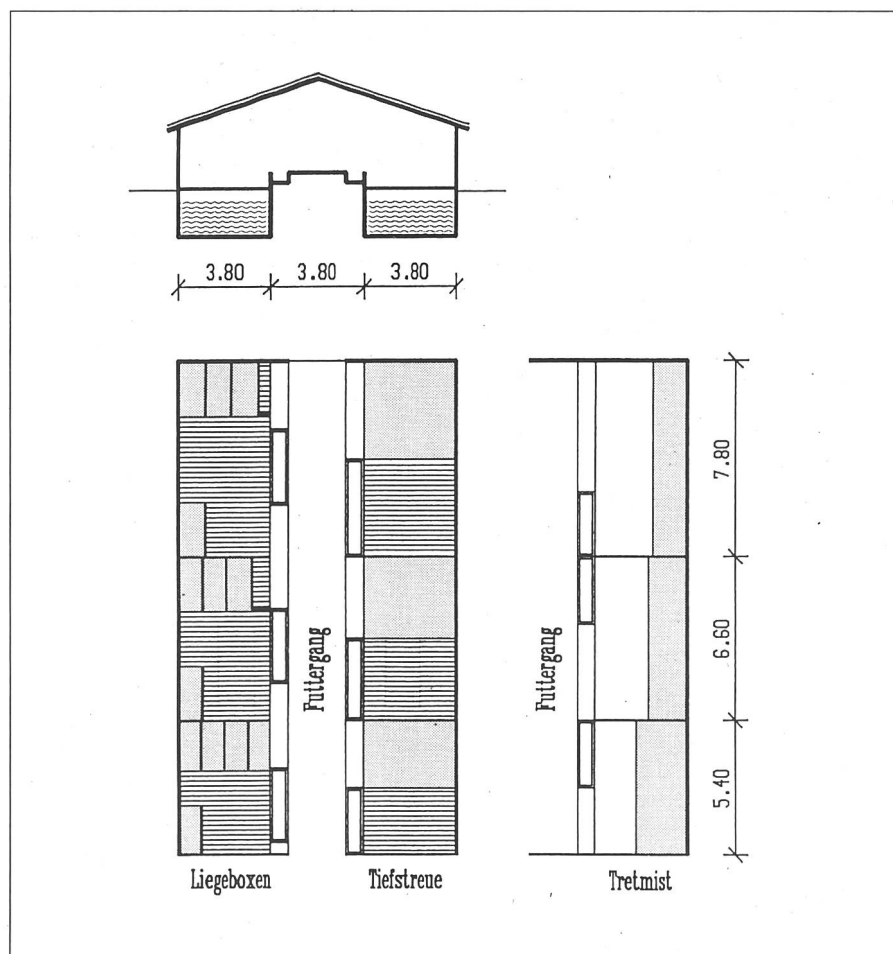 3.80 3.80 3.80
7.80
6.60
5.40
Futtergang
Futtergang
Liegeboxen Tiefstreue Tretmist